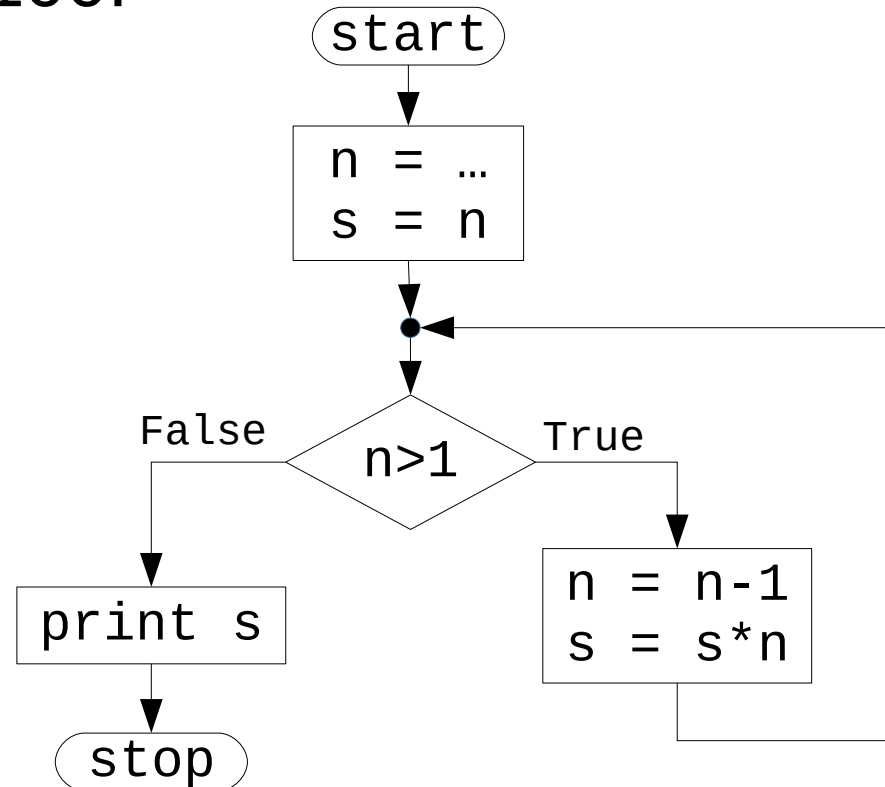 start
n = …
s = n
False
True
n>1
n = n-1
s = s*n
print s
stop